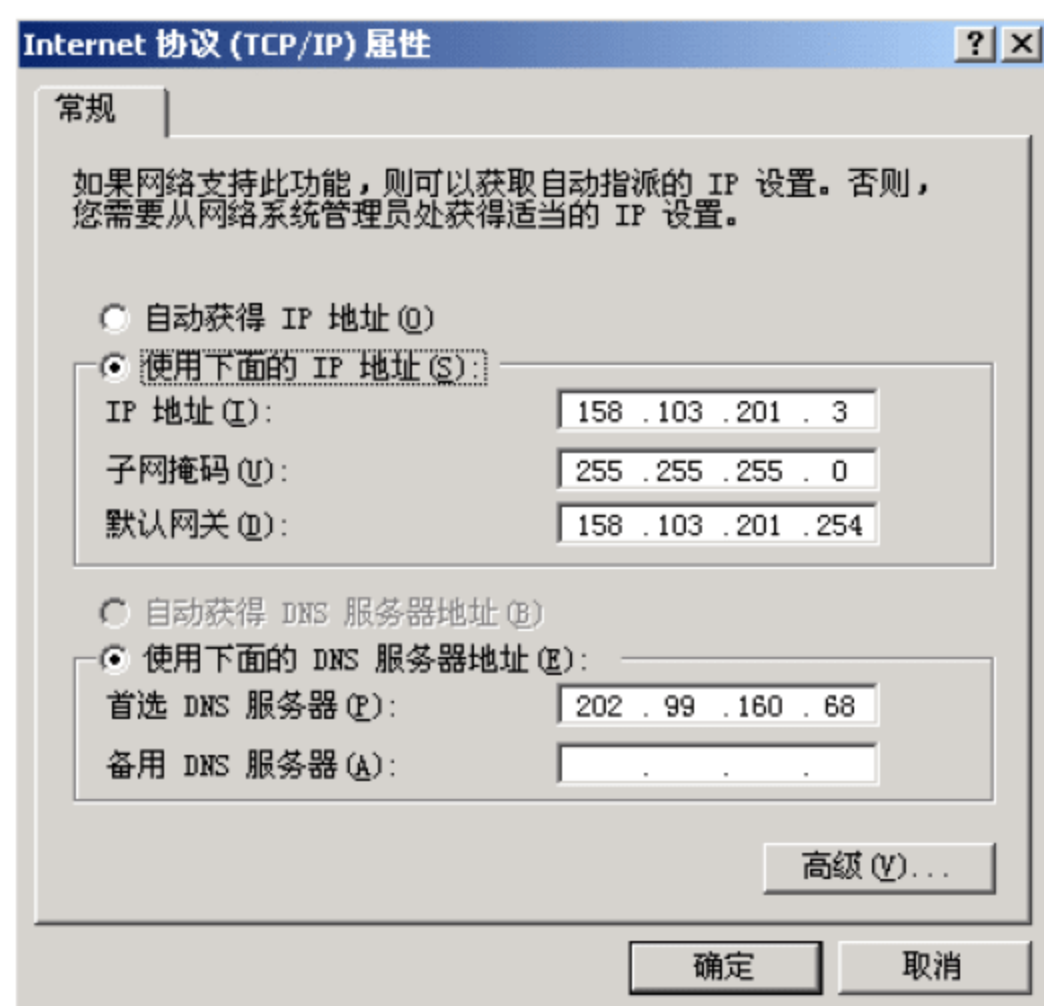 Internet 协议 (TCP/IP) 属性
常规
如果网络支持此功能，则可以获取自动指派的 IP 设置。否则，
您需要从网络系统管理员处获得适当的 IP 设置。
自动获得 IP 地址(O)
使用下面的 IP 地址(S):
IP 地址(I): 158 .103 .201 . 3
子网掩码(U): 255 .255 .255 . 0
默认网关(D): 158 .103 .201 .254
自动获得 DNS 服务器地址(B)
使用下面的 DNS 服务器地址(E):
首选 DNS 服务器(P): 202 . 99 .160 . 68
备用 DNS 服务器(A): . . .
高级(V)...
确定 取消